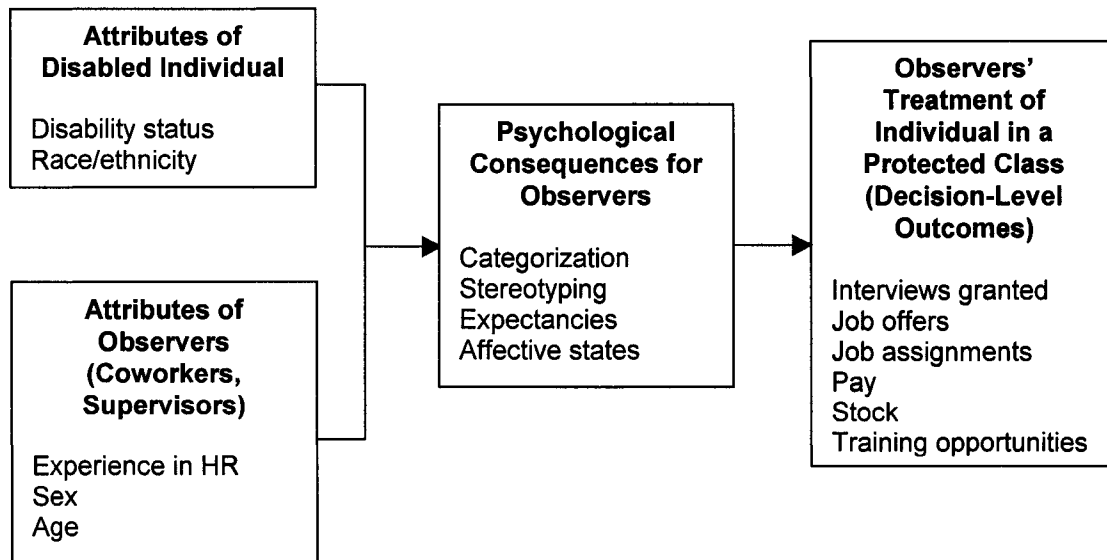 Attributes of
Disabled Individual
Disability status
Race/ethnicity
Attributes of
Observers
(Coworkers,
Supervisors)
Experience in HR
Sex
Age
Psychological
Consequences for
Observers
Categorization
Stereotyping
Expectancies
Affective states
Observers'
Treatment of
Individual in a
Protected Class
(Decision-Level
Outcomes)
Interviews granted
Job offers
Job assignments
Pay
Stock
Training opportunities